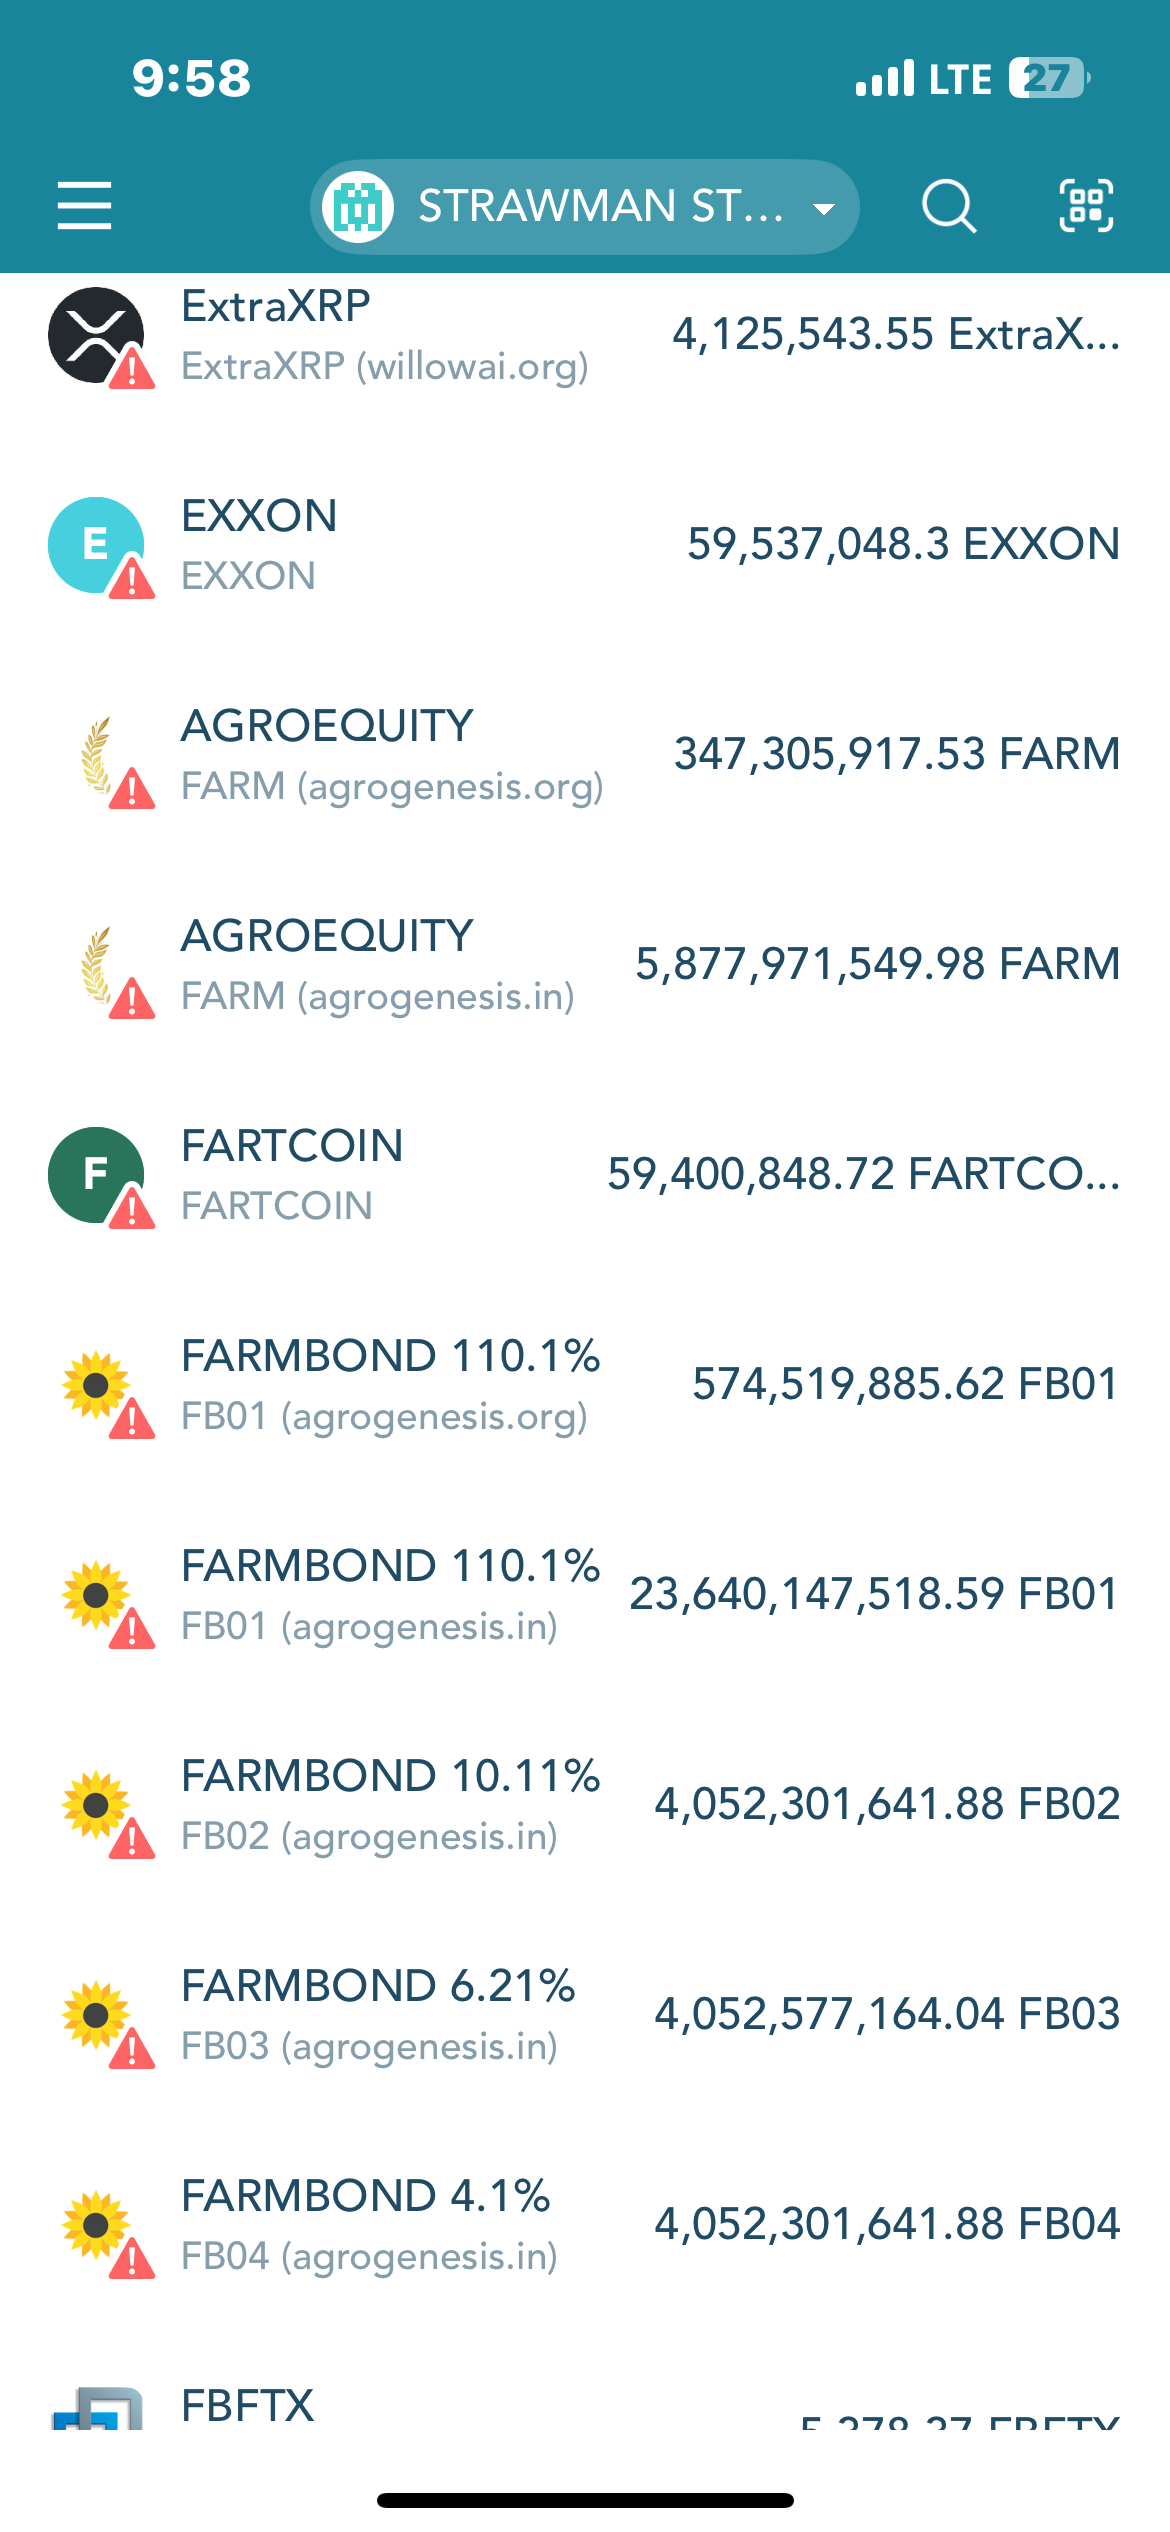 9:58
LTE 27
STRAWMAN ST...
ExtraXRP
ExtraXRP (willowai.org)
4,125,543.55 ExtraX...
E
EXXON
EXXON
59,537,048.3 EXXON
AGROEQUITY
FARM (agrogenesis.org)
347,305,917.53 FARM
AGROEQUITY
FARM (agrogenesis.in)
5,877,971,549.98 FARM
F
FARTCOIN
FARTCOIN
59,400,848.72 FARTCO...
FARMBOND 110.1%
FB01 (agrogenesis.org)
574,519,885.62 FB01
FARMBOND 110.1%
FB01 (agrogenesis.in)
23,640,147,518.59 FB01
FARMBOND 10.11%
FB02 (agrogenesis.in)
4,052,301,641.88 FB02
FARMBOND 6.21%
FB03 (agrogenesis.in)
4,052,577,164.04 FB03
FARMBOND 4.1%
FB04 (agrogenesis.in)
4,052,301,641.88 FB04
FBFTX
FBFTX